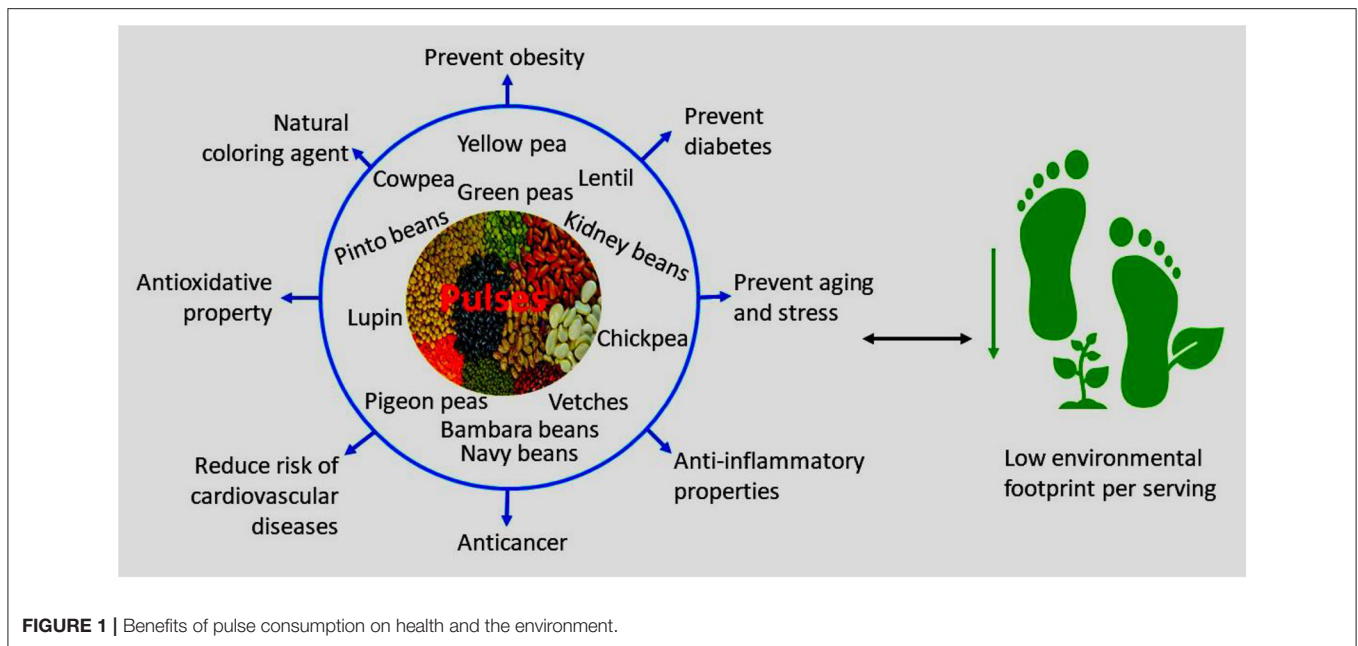 Prevent obesity
Natural
coloring agent
Prevent
diabetes
Yellow pea
Cowpea
Green peas
Lentil
Pinto beans
Kidney beans
Antioxidative
property
Pulses
Prevent aging
and stress
Lupin
Chickpea
Pigeon peas
Vetches
Bambara beans
Navy beans
Reduce risk of
cardiovascular
diseases
Anti-inflammatory
properties
Anticancer
Low environmental
footprint per serving
FIGURE 1 | Benefits of pulse consumption on health and the environment.